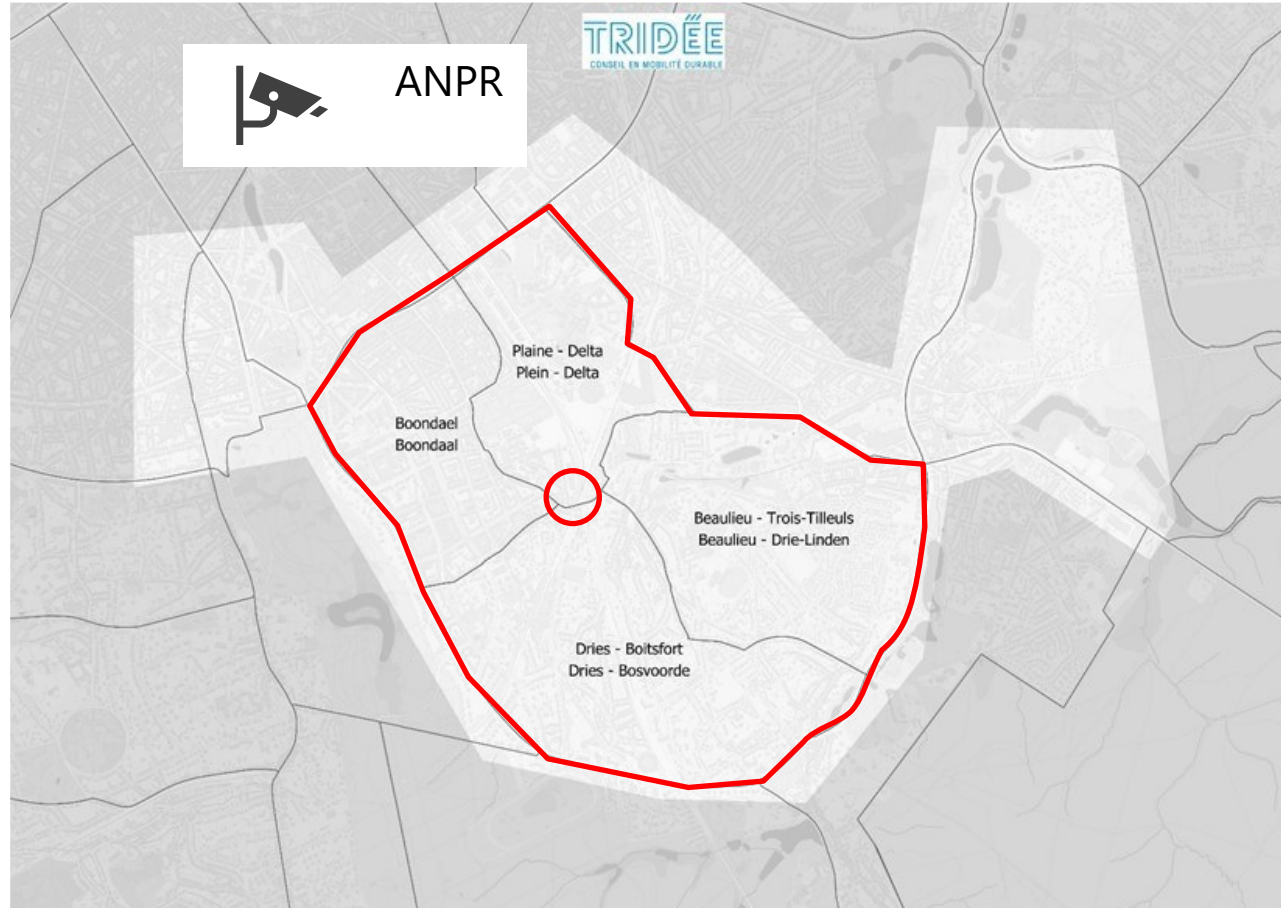 TRIDËE
CONSEIL EN MOBILITÉ DURABLE
ANPR
Plaine - Delta
Plein - Delta
Boondael
Boondaal
Beaulieu - Trois-Tilleuls
Beaulieu - Drie-Linden
Dries - Boitsfort
Dries - Bosvoorde